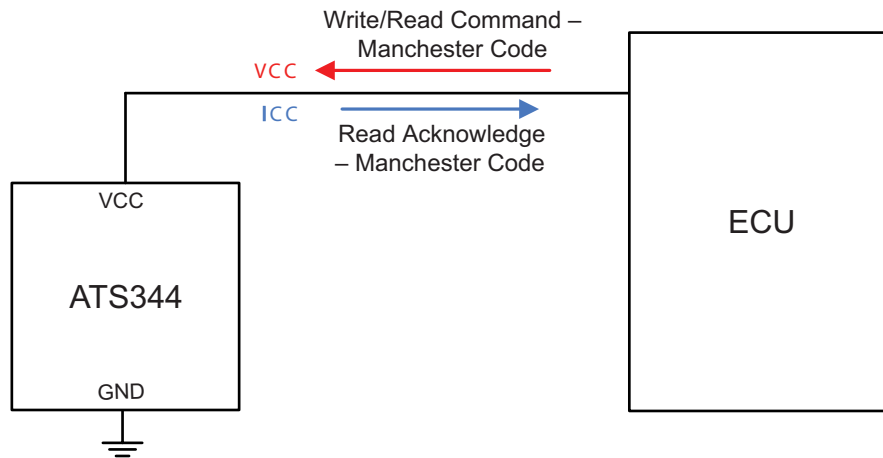 Write/Read Command –
Manchester Code
VCC
ICC
Read Acknowledge
– Manchester Code
VCC
ATS344
GND
ECU